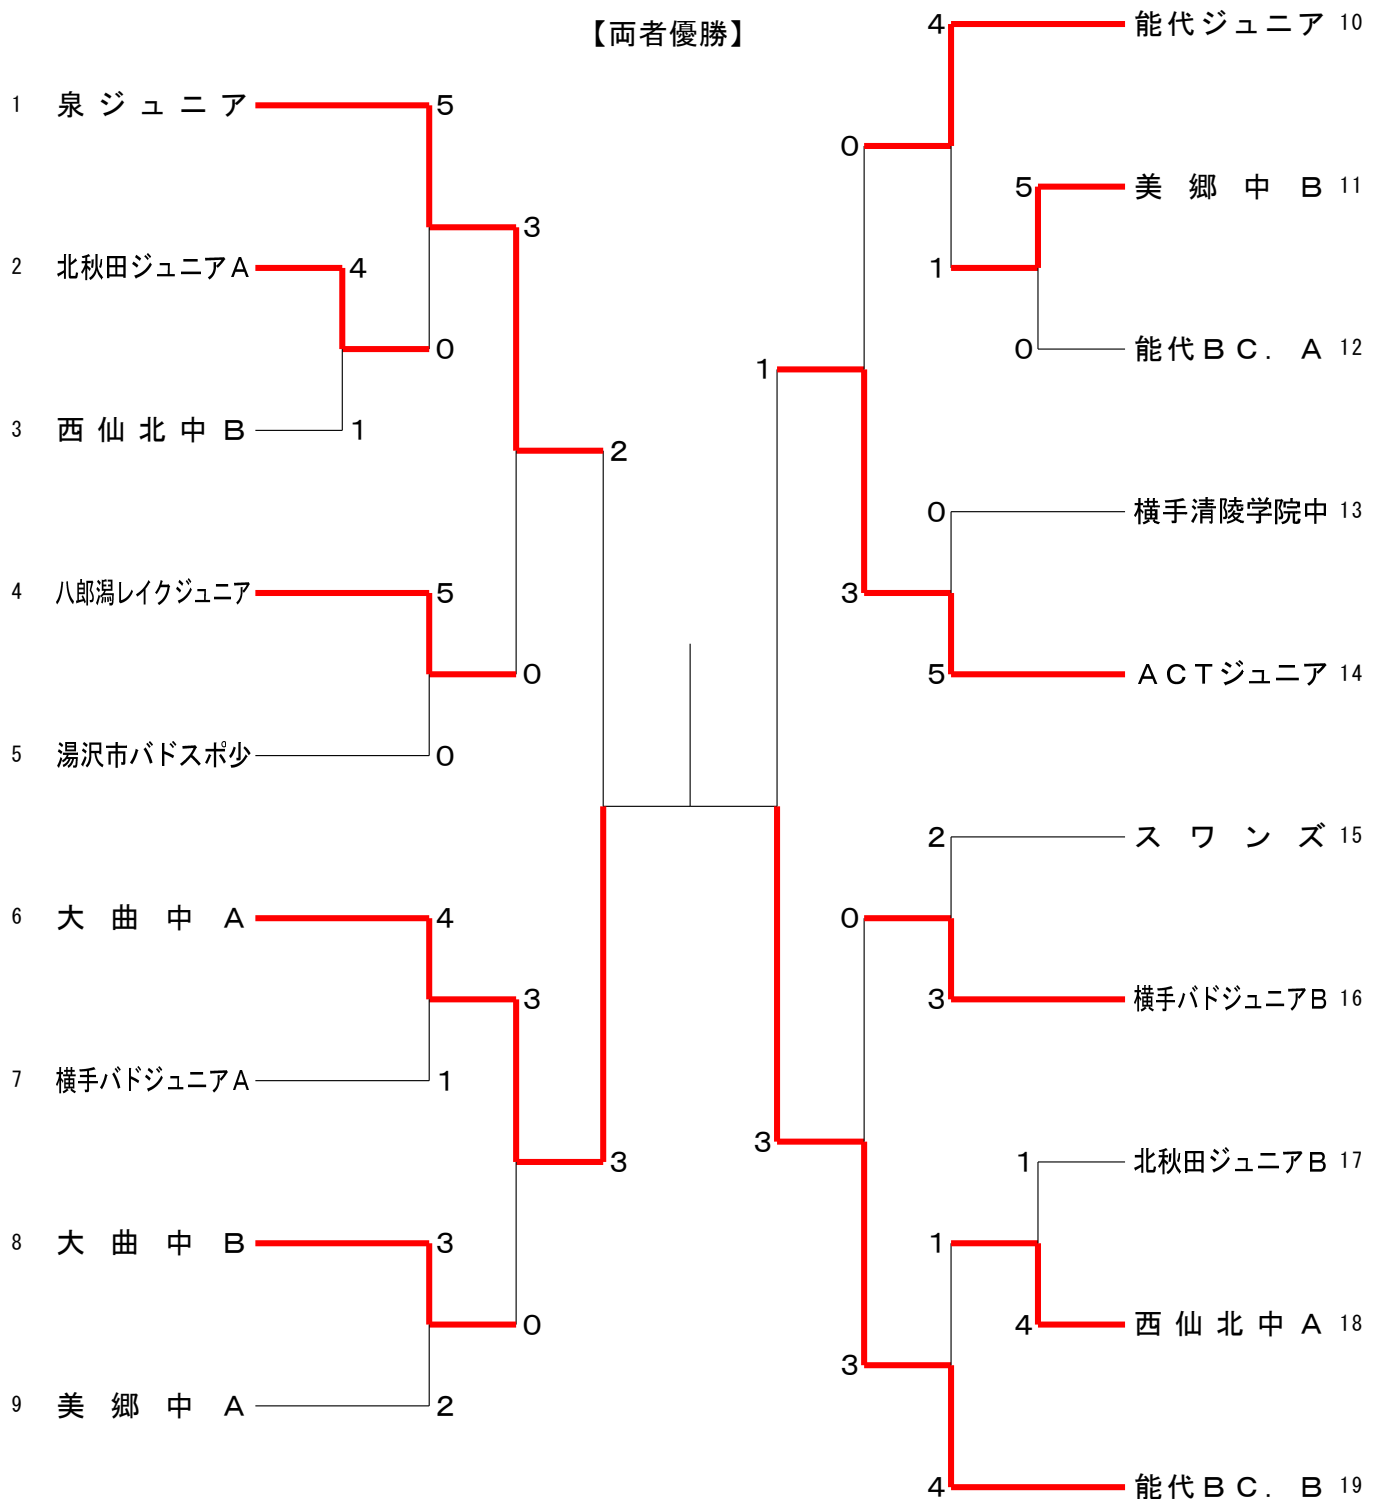 【両者優勝】
1 泉ジュニア 5
3
2 北秋田ジュニアA 4
0
3 西仙北中B 1
2
4 八郎潟レイクジュニア 5
0
5 湯沢市バドスポ少 0
6 大曲中A 4
3
7 横手バドジュニアA 1
3
8 大曲中B 3
0
9 美郷中A 2
4 能代ジュニア 10
0
5 美郷中B 11
1
0 能代BC.A 12
1
0 横手清陵学院中 13
3
5 ACTジュニア 14
2 スワンズ 15
0
3 横手バドジュニアB 16
3
1 北秋田ジュニアB 17
1
4 西仙北中A 18
3
4 能代BC.B 19